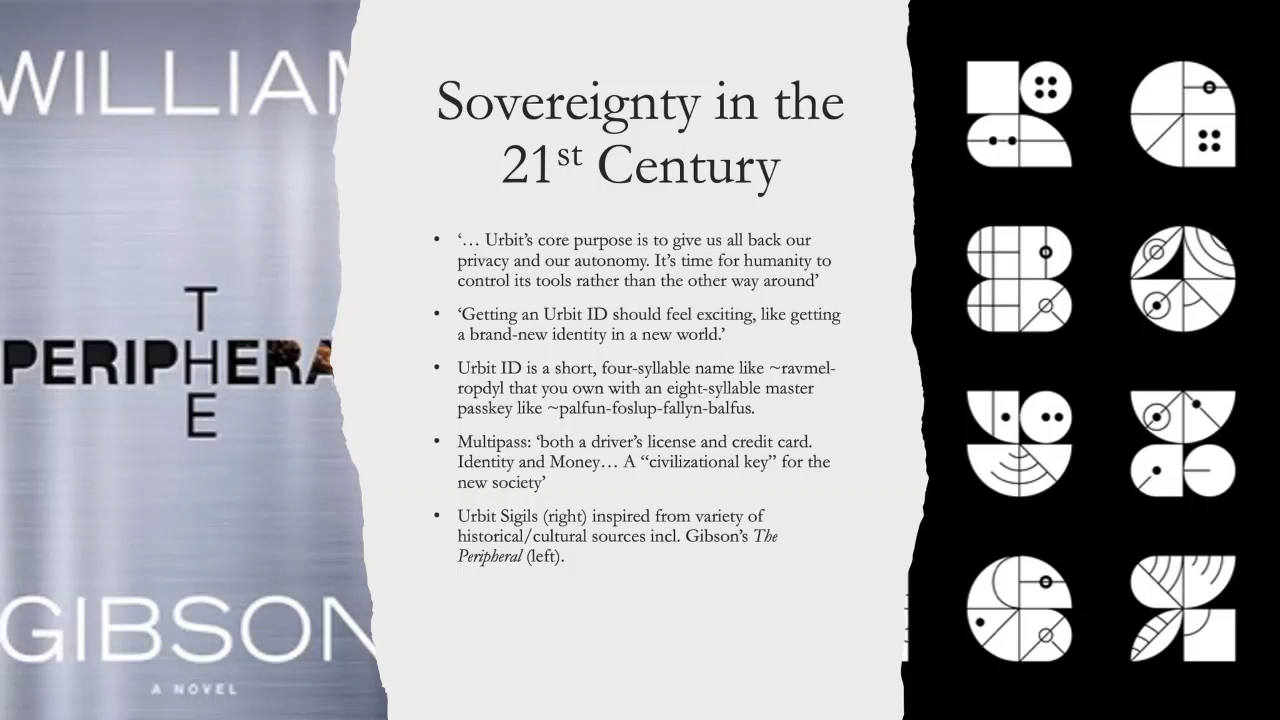 WILLIAM
T
PERIPHERA
H
E
GIBSON
A NOVEL
Sovereignty in the
21st Century
• ‘… Urbit’s core purpose is to give us all back our
privacy and our autonomy. It’s time for humanity to
control its tools rather than the other way around’
• ‘Getting an Urbit ID should feel exciting, like getting
a brand-new identity in a new world.’
• Urbit ID is a short, four-syllable name like ~ravmel-
ropdyl that you own with an eight-syllable master
passkey like ~palfun-foslup-fallyn-balfus.
• Multipass: ‘both a driver’s license and credit card.
Identity and Money… A “civilizational key” for the
new society’
• Urbit Sigils (right) inspired from variety of
historical/cultural sources incl. Gibson’s The
Peripheral (left).